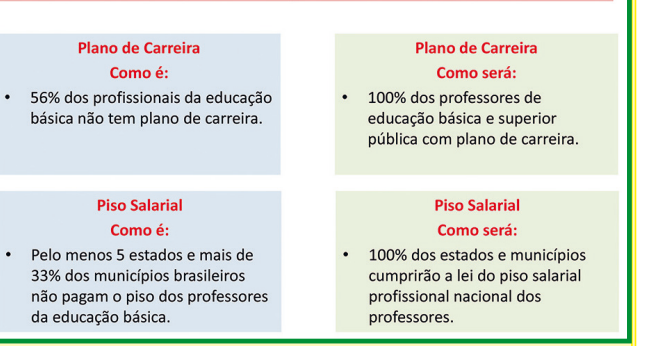 Plano de Carreira
Como é:
• 56% dos profissionais da educação
básica não tem plano de carreira.
Plano de Carreira
Como será:
• 100% dos professores de
educação básica e superior
pública com plano de carreira.
Piso Salarial
Como é:
• Pelo menos 5 estados e mais de
33% dos municípios brasileiros
não pagam o piso dos professores
da educação básica.
Piso Salarial
Como será:
• 100% dos estados e municípios
cumprirão a lei do piso salarial
profissional nacional dos
professores.